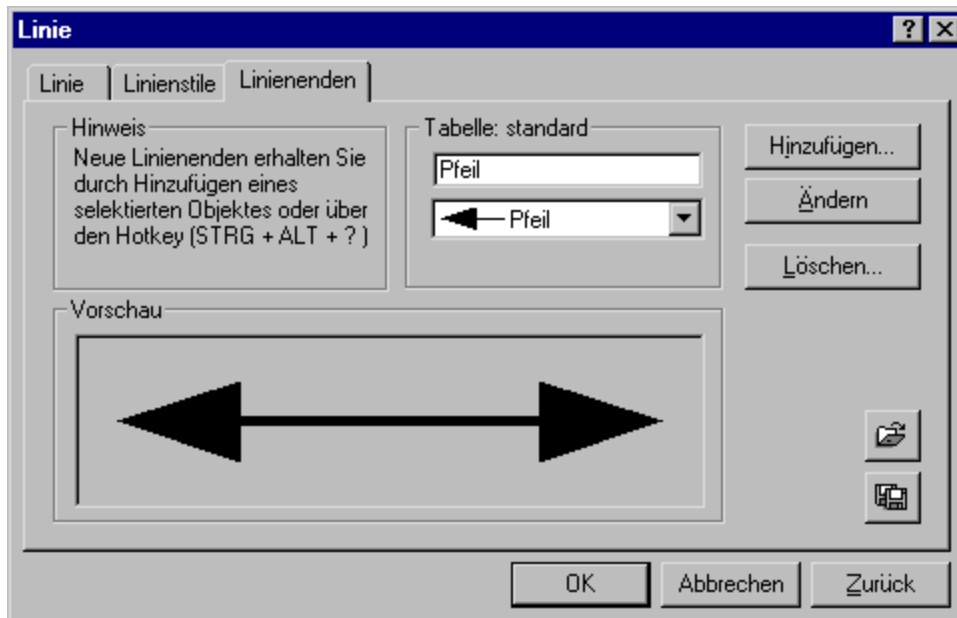 Linie
Linie
Linienstile
Linienenden
Hinweis
Neue Linienenden erhalten Sie
durch Hinzufügen eines
selektierten Objektes oder über
den Hotkey (STRG + ALT + ? )
Tabelle: standard
Pfeil
Pfeil
Hinzufügen...
Ändern
Löschen...
Vorschau
OK
Abbrechen
Zurück